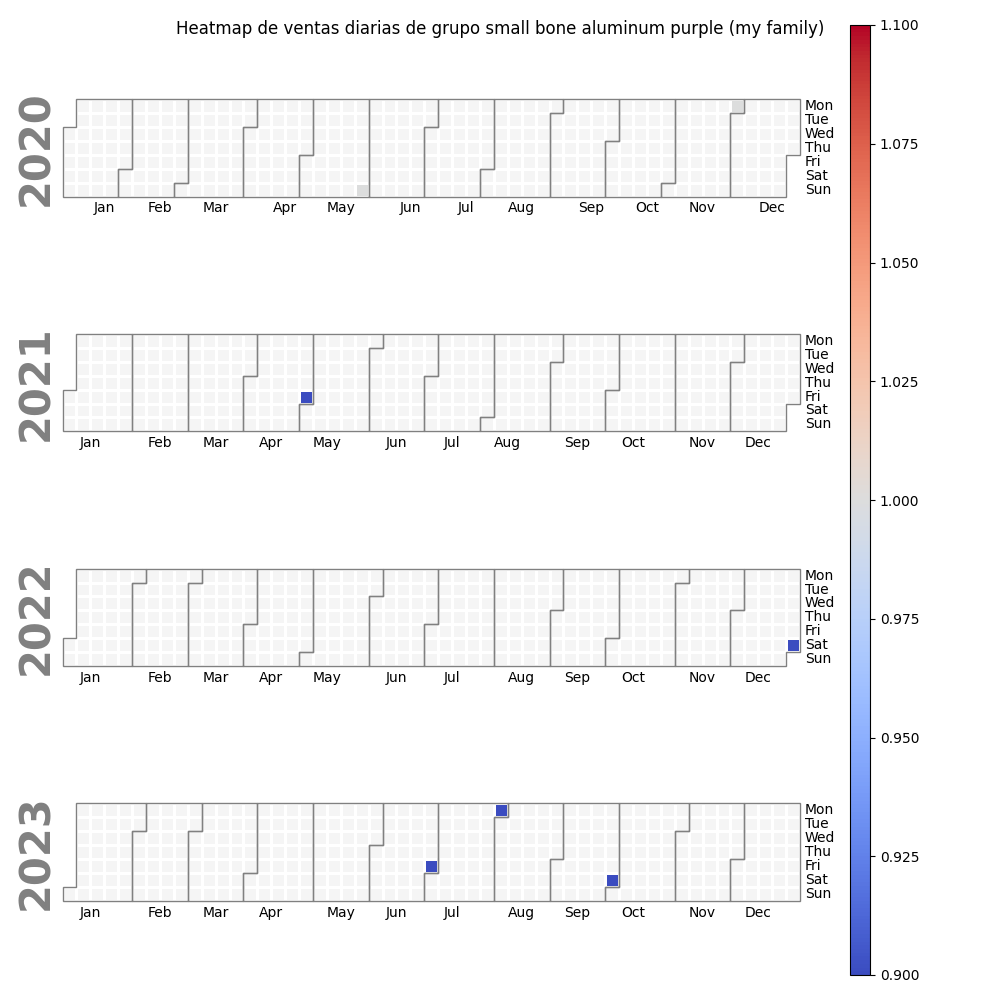 Heatmap de ventas diarias de grupo small bone aluminum purple (my family)
2020
Mon
Tue
Wed
Thu
Fri
Sat
Sun
Jan Feb Mar Apr May Jun Jul Aug Sep Oct Nov Dec
2021
Mon
Tue
Wed
Thu
Fri
Sat
Sun
Jan Feb Mar Apr May Jun Jul Aug Sep Oct Nov Dec
2022
Mon
Tue
Wed
Thu
Fri
Sat
Sun
Jan Feb Mar Apr May Jun Jul Aug Sep Oct Nov Dec
2023
Mon
Tue
Wed
Thu
Fri
Sat
Sun
Jan Feb Mar Apr May Jun Jul Aug Sep Oct Nov Dec
1.100
1.075
1.050
1.025
1.000
0.975
0.950
0.925
0.900